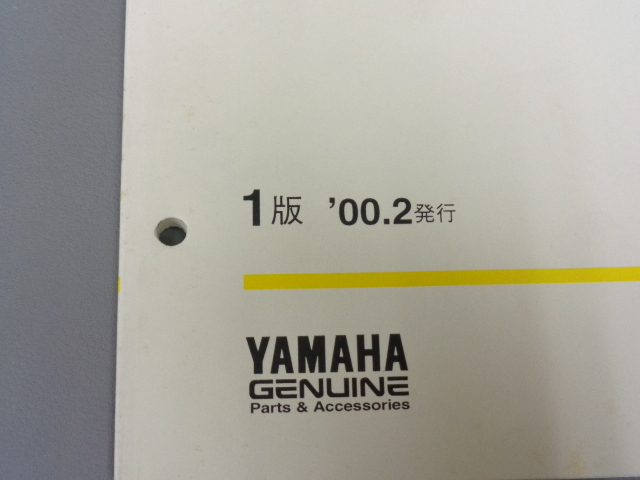 1版 '00.2発行
YAMAHA
GENUINE
Parts & Accessories